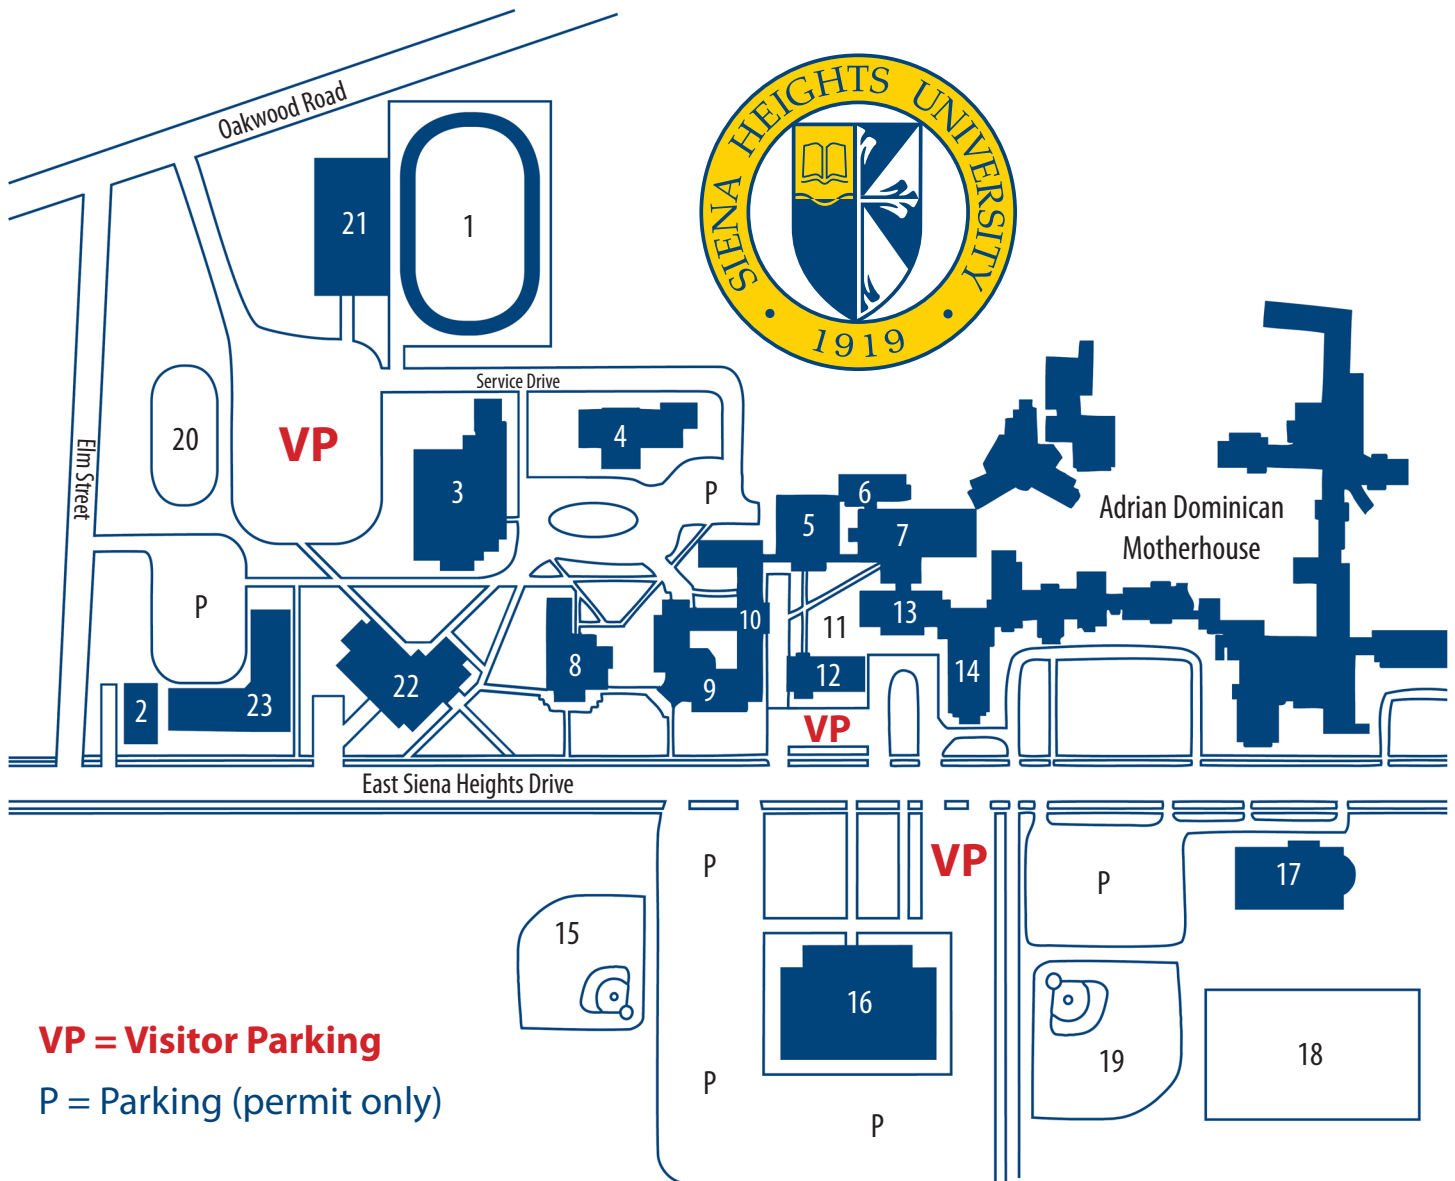 Oakwood Road
SIENA HEIGHTS UNIVERSITY
1919
21
1
Service Drive
Elm Street
20
VP
3
4
P
5
6
7
Adrian Dominican
Motherhouse
P
10
11
13
8
9
12
14
2
23
22
VP
East Siena Heights Drive
P
VP
P
17
15
16
19
18
P
P
VP = Visitor Parking
P = Parking (permit only)